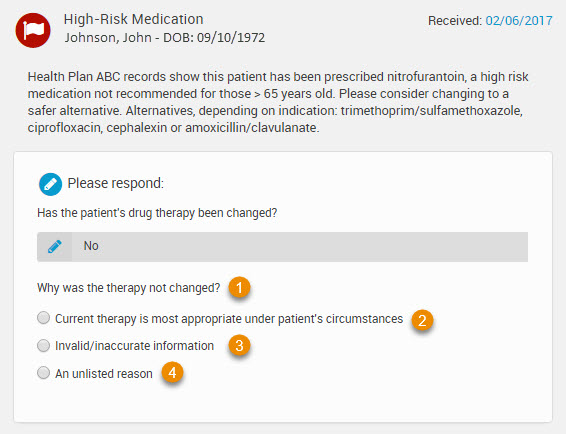 High-Risk Medication
Received: 02/06/2017
Johnson, John - DOB: 09/10/1972
Health Plan ABC records show this patient has been prescribed nitrofurantoin, a high risk
medication not recommended for those > 65 years old. Please consider changing to a
safer alternative. Alternatives, depending on indication: trimethoprim/sulfamethoxazole,
ciprofloxacin, cephalexin or amoxicillin/clavulanate.
Please respond:
Has the patient's drug therapy been changed?
No
Why was the therapy not changed? 1
Current therapy is most appropriate under patient's circumstances 2
Invalid/inaccurate information 3
An unlisted reason 4